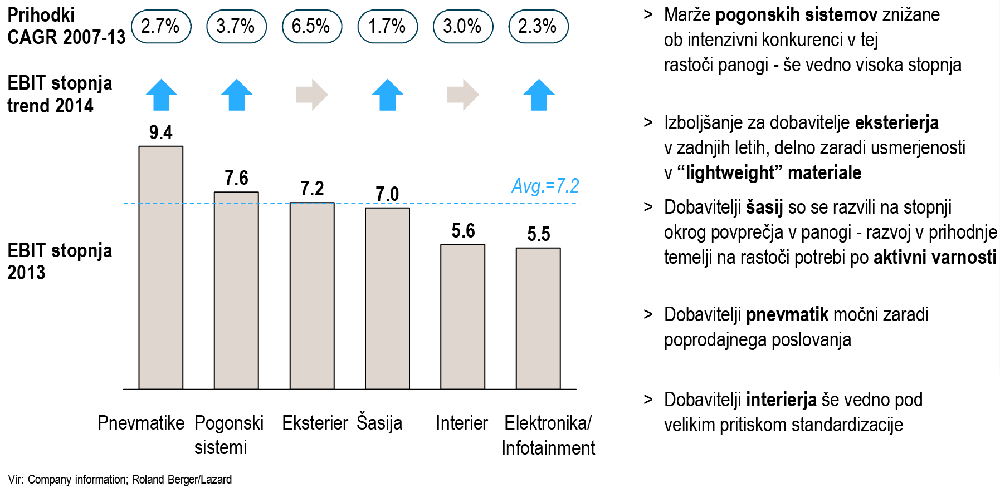 Prihodki
CAGR 2007-13
2.7%
3.7%
6.5%
1.7%
3.0%
2.3%
EBIT stopnja
trend 2014
9.4
7.6
7.2
7.0
5.6
5.5
Avg.=7.2
EBIT stopnja
2013
Pnevmatike
Pogonski
sistemi
Eksterier
Šasija
Interier
Elektronika/
Infotainment
> Marže pogonskih sistemov znižane
ob intenzivni konkurenci v tej
rastoči panogi - še vedno visoka stopnja
> Izboljšanje za dobavitelje eksterierja
v zadnjih letih, delno zaradi usmerjenosti
v “lightweight” materiale
> Dobavitelji šasij so se razvili na stopnji
okrog povprečja v panogi - razvoj v prihodnje
temelji na rastoči potrebi po aktivni varnosti
> Dobavitelji pnevmatik močni zaradi
poprodajnega poslovanja
> Dobavitelji interierja še vedno pod
velikim pritiskom standardizacije
Vir: Company information; Roland Berger/Lazard